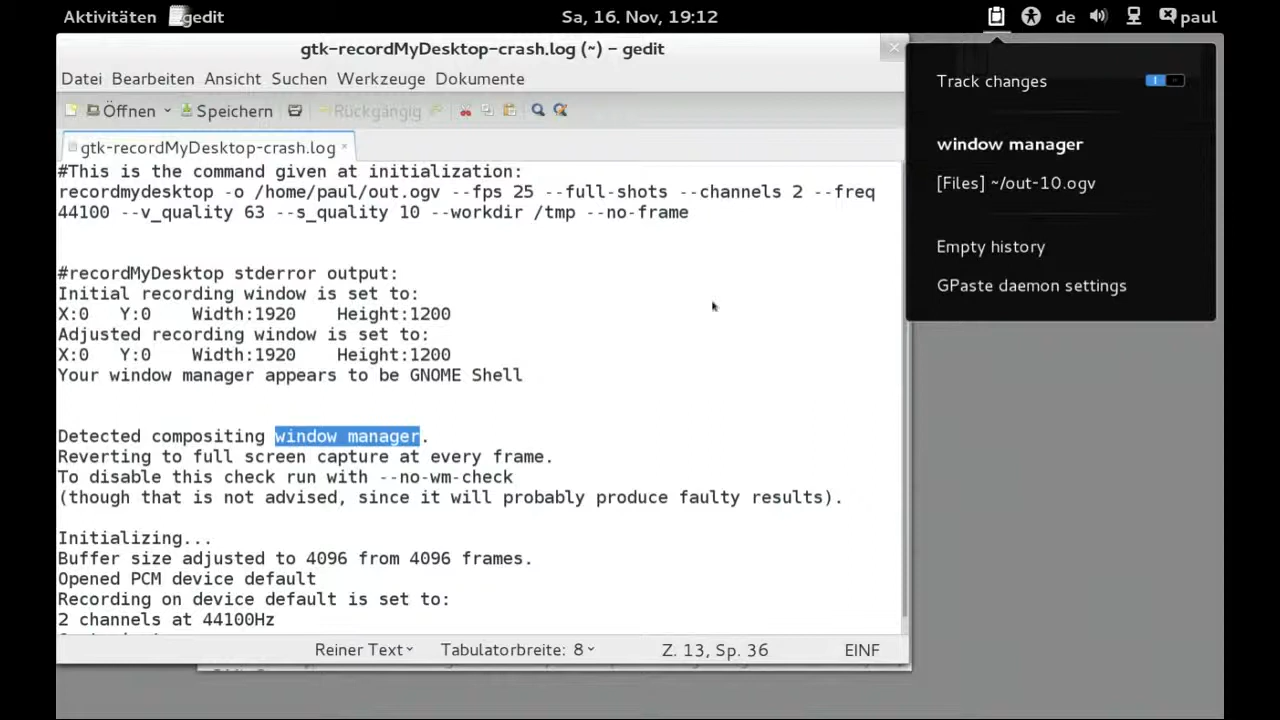 Aktivitäten gedit Sa, 16. Nov, 19:12 de paul
gtk-recordMyDesktop-crash.log (~) – gedit
Datei Bearbeiten Ansicht Suchen Werkzeuge Dokumente
Öffnen Speichern Rückgängig
gtk-recordMyDesktop-crash.log
#This is the command given at initialization:
recordmydesktop -o /home/paul/out.ogv --fps 25 --full-shots --channels 2 --freq
44100 --v_quality 63 --s_quality 10 --workdir /tmp --no-frame
#recordMyDesktop stderror output:
Initial recording window is set to:
X:0   Y:0    Width:1920    Height:1200
Adjusted recording window is set to:
X:0   Y:0    Width:1920    Height:1200
Your window manager appears to be GNOME Shell
Detected compositing window manager.
Reverting to full screen capture at every frame.
To disable this check run with --no-wm-check
(though that is not advised, since it will probably produce faulty results).
Initializing...
Buffer size adjusted to 4096 from 4096 frames.
Opened PCM device default
Recording on device default is set to:
2 channels at 44100Hz
Reiner Text Tabulatorbreite: 8 Z. 13, Sp. 36 EINF
Track changes
window manager
[Files] ~/out-10.ogv
Empty history
GPaste daemon settings